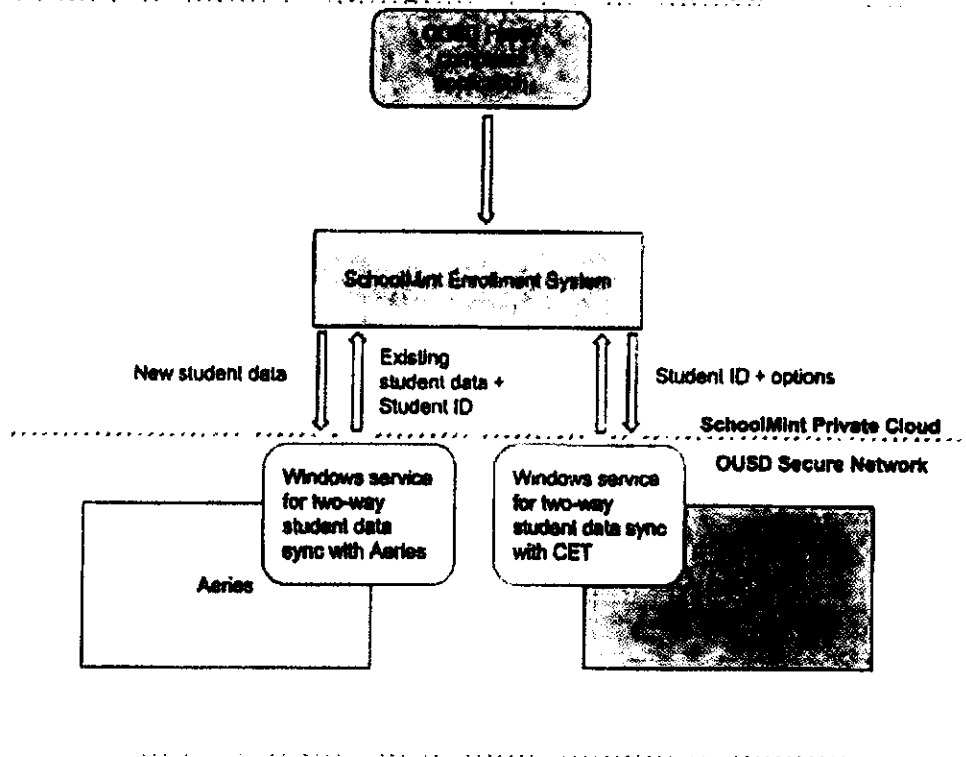 SchoolMint Enrollment System
New student data
Existing
student data +
Student ID
Student ID + options
SchoolMint Private Cloud
OUSD Secure Network
Windows service
for two-way
student data
sync with Aeries
Windows service
for two-way
student data sync
with CET
Aeries